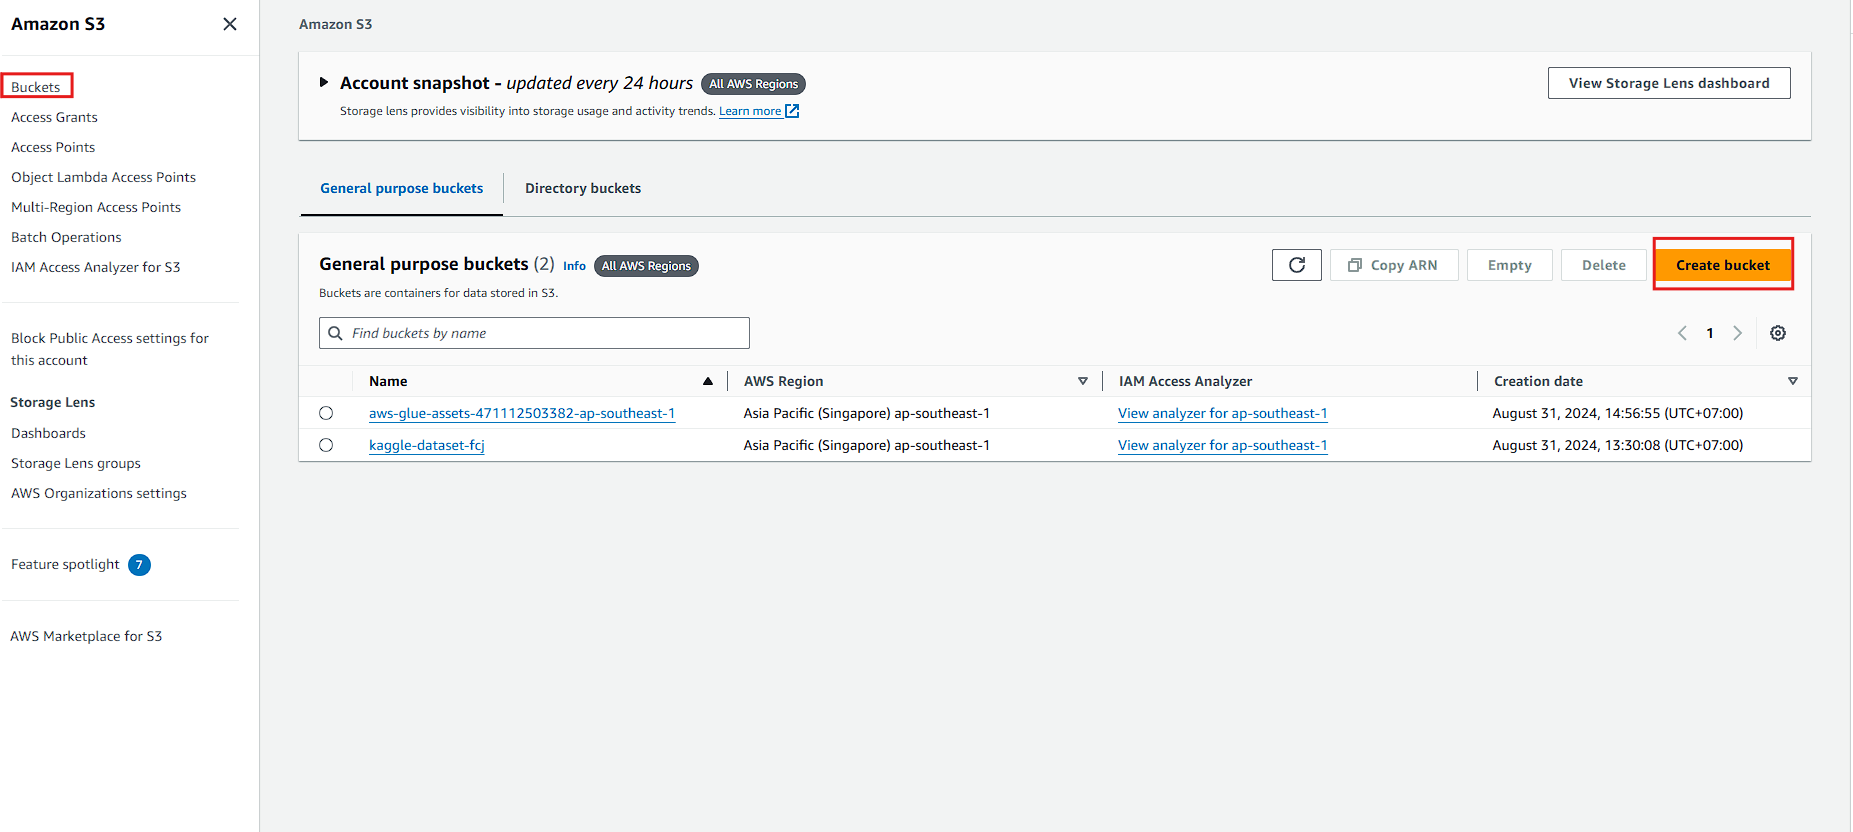 Amazon S3
Buckets
Access Grants
Access Points
Object Lambda Access Points
Multi-Region Access Points
Batch Operations
IAM Access Analyzer for S3
Block Public Access settings for
this account
Storage Lens
Dashboards
Storage Lens groups
AWS Organizations settings
Feature spotlight 7
AWS Marketplace for S3
Amazon S3
Account snapshot - updated every 24 hours All AWS Regions
View Storage Lens dashboard
Storage lens provides visibility into storage usage and activity trends. Learn more
General purpose buckets Directory buckets
General purpose buckets (2) Info All AWS Regions
Copy ARN Empty Delete Create bucket
Buckets are containers for data stored in S3.
Find buckets by name
1
Name AWS Region IAM Access Analyzer Creation date
aws-glue-assets-471112503382-ap-southeast-1 Asia Pacific (Singapore) ap-southeast-1 View analyzer for ap-southeast-1 August 31, 2024, 14:56:55 (UTC+07:00)
kaggle-dataset-fcj Asia Pacific (Singapore) ap-southeast-1 View analyzer for ap-southeast-1 August 31, 2024, 13:30:08 (UTC+07:00)